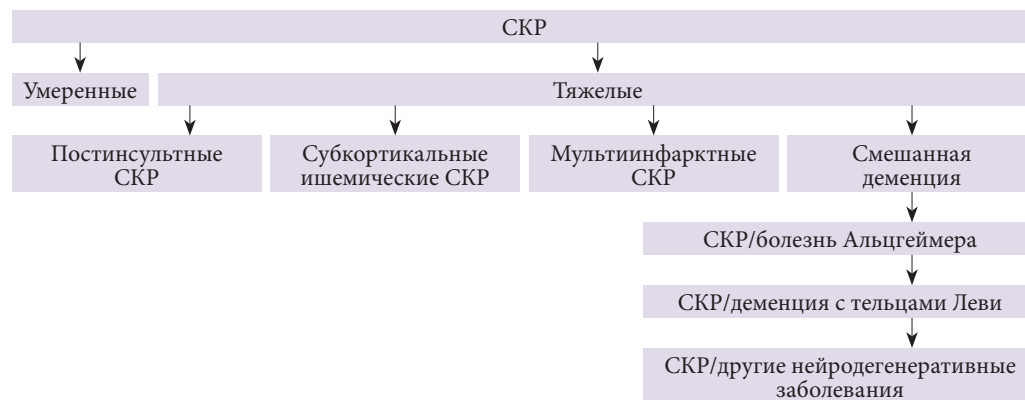 СКР
Умеренные
Тяжелые
Постинсультные
СКР
Субкортикальные
ишемические СКР
Мультиинфарктные
СКР
Смешанная
деменция
СКР/болезнь Альцгеймера
СКР/деменция с тельцами Леви
СКР/другие нейродегенеративные
заболевания